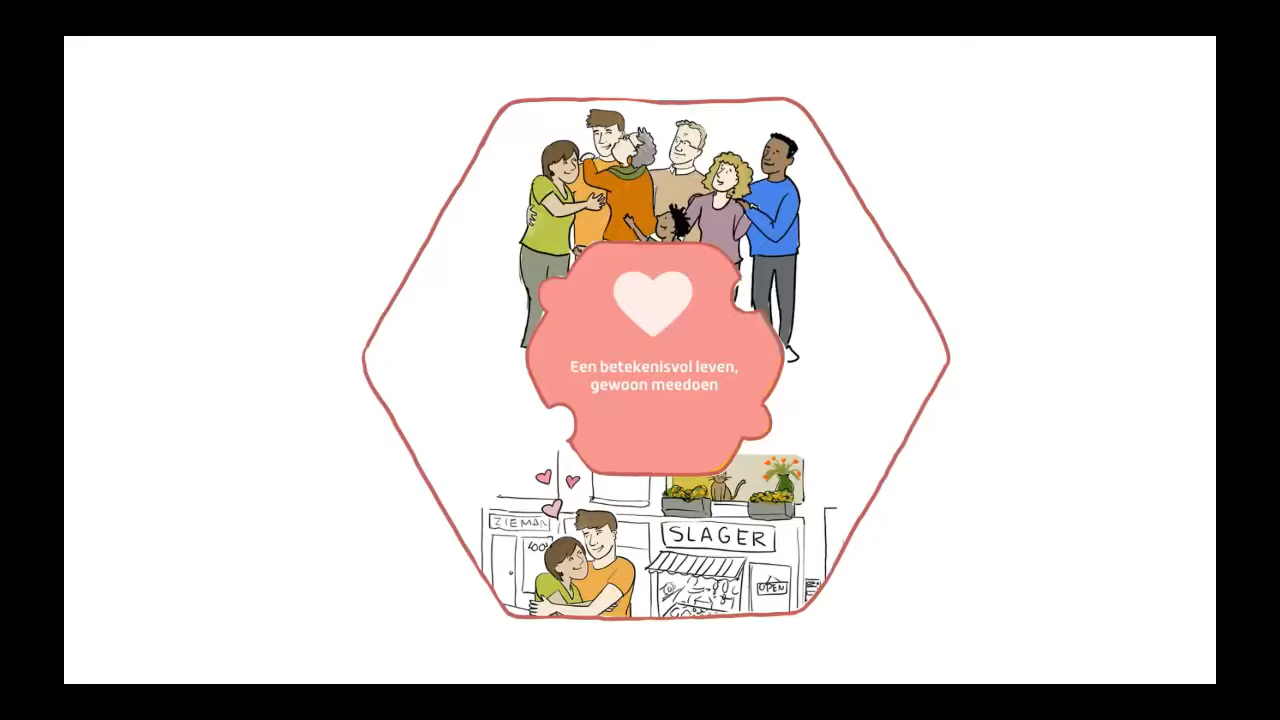 Een betekenisvol leven,
gewoon meedoen
ZIEMAN
SLAGER
OPEN